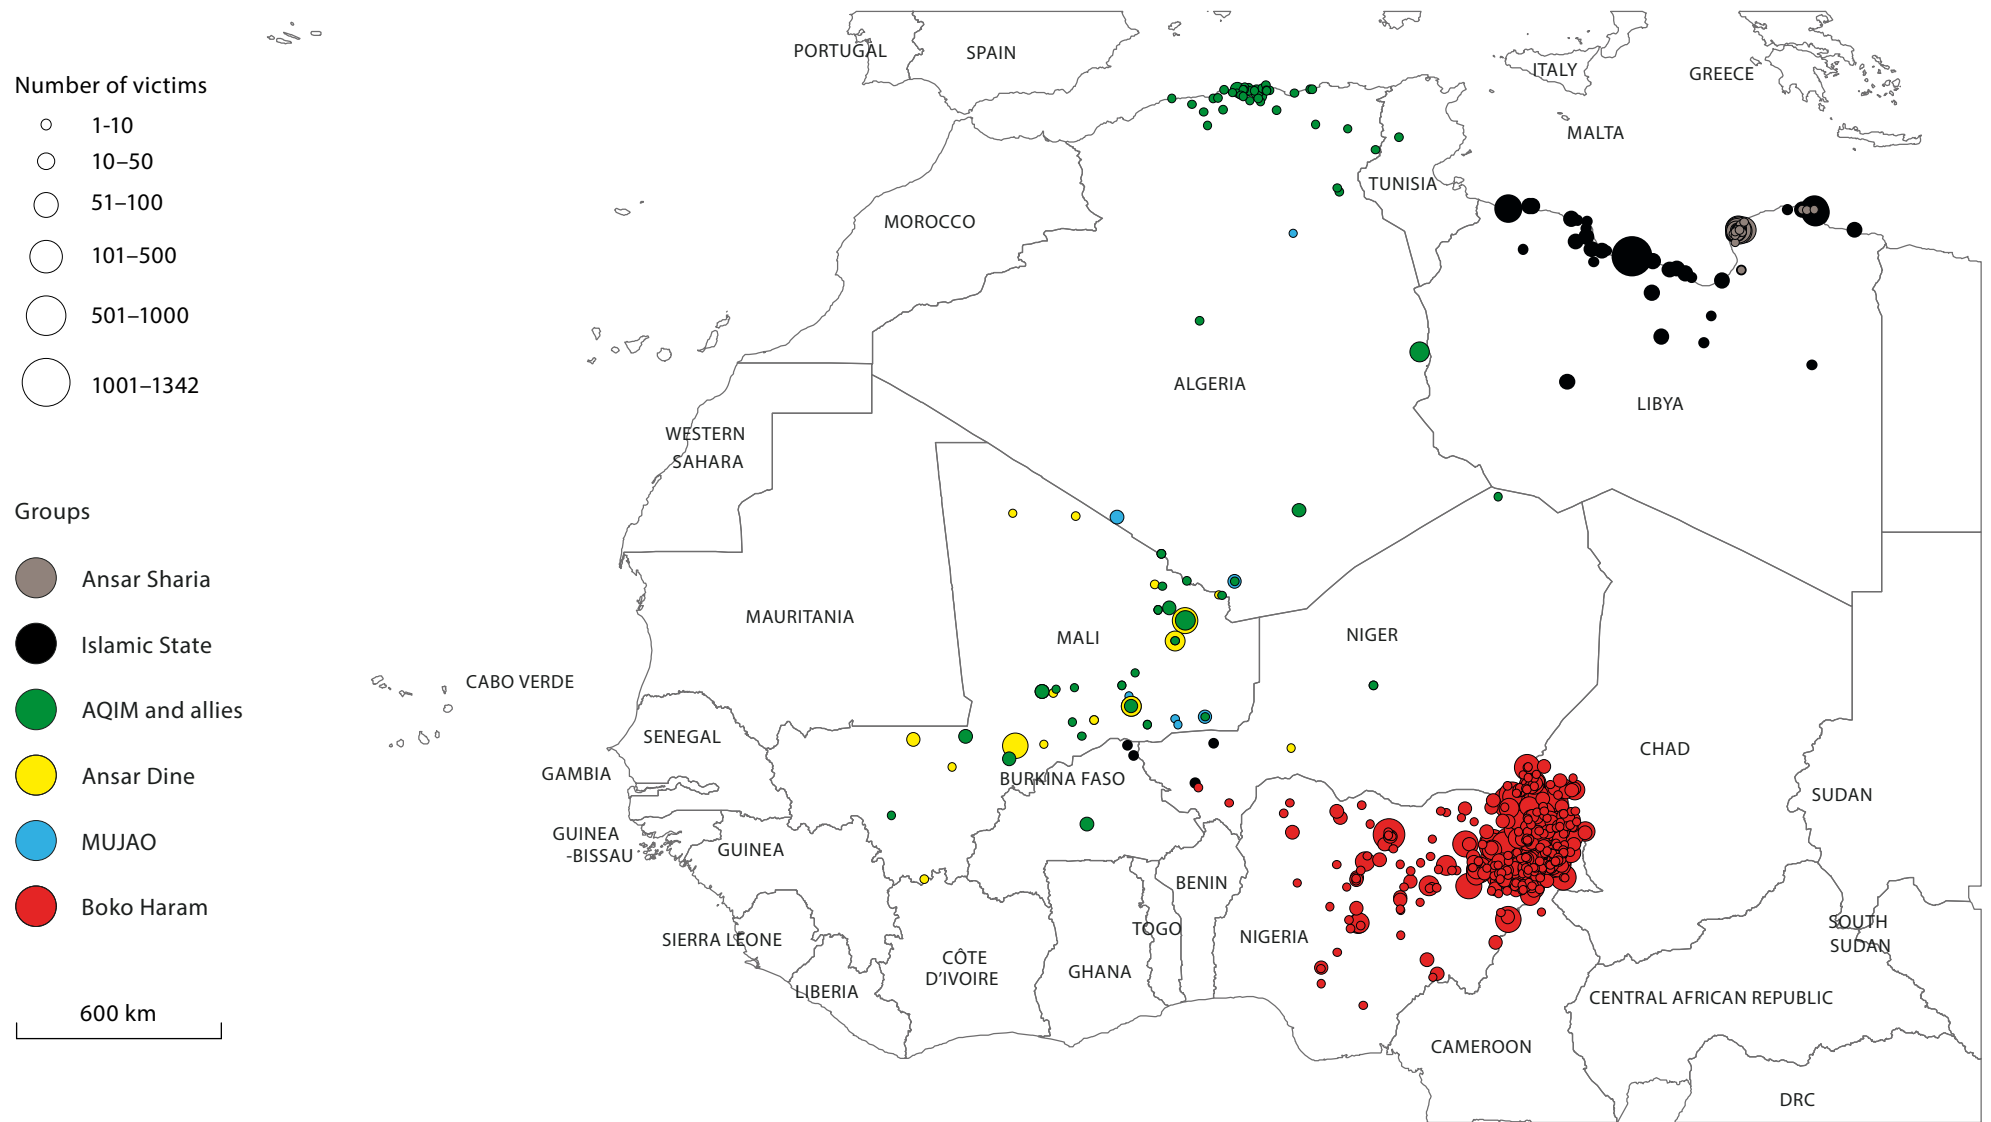 Number of victims
1-10
10–50
51–100
101–500
501–1000
1001–1342
Groups
Ansar Sharia
Islamic State
AQIM and allies
Ansar Dine
MUJAO
Boko Haram
600 km
PORTUGAL
SPAIN
ITALY
GREECE
MALTA
TUNISIA
MOROCCO
ALGERIA
LIBYA
WESTERN
SAHARA
MAURITANIA
MALI
NIGER
CABO VERDE
SENEGAL
CHAD
GAMBIA
BURKINA FASO
SUDAN
GUINEA
-BISSAU
GUINEA
BENIN
SIERRA LEONE
TOGO
NIGERIA
SOUTH
SUDAN
CÔTE
D'IVOIRE
GHANA
LIBERIA
CENTRAL AFRICAN REPUBLIC
CAMEROON
DRC